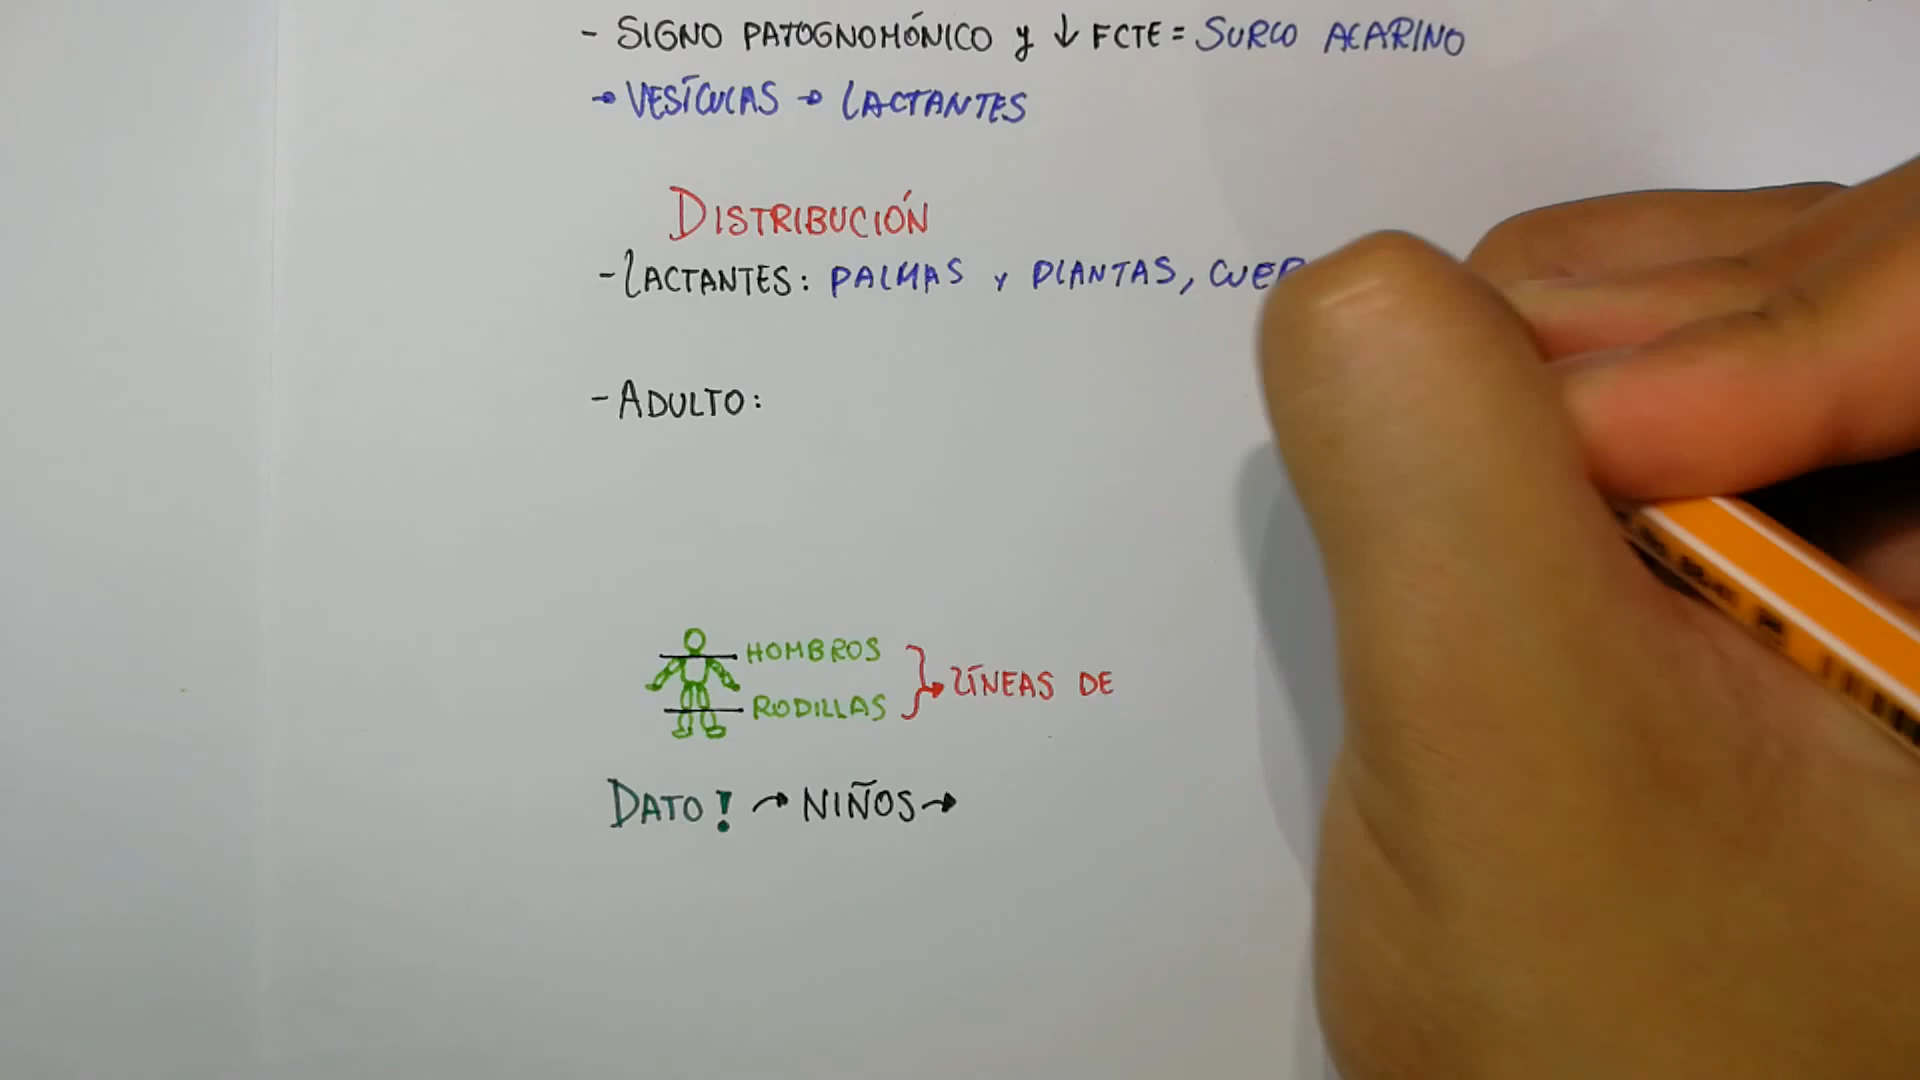 - SIGNO PATOGNOMÓNICO y ↓ FCTE = SURCO ACARINO
→ VESÍCULAS → LACTANTES
DISTRIBUCIÓN
- LACTANTES: PALMAS Y PLANTAS,
- ADULTO:
HOMBROS
RODILLAS
LÍNEAS DE
DATO! → NIÑOS →